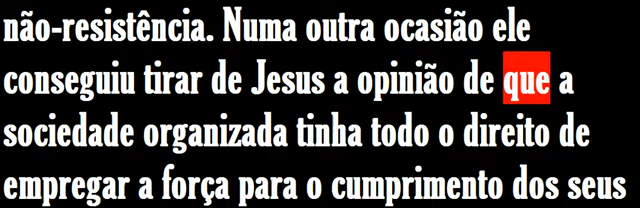 não-resistência. Numa outra ocasião ele
conseguiu tirar de Jesus a opinião de que a
sociedade organizada tinha todo o direito de
empregar a força para o cumprimento dos seus